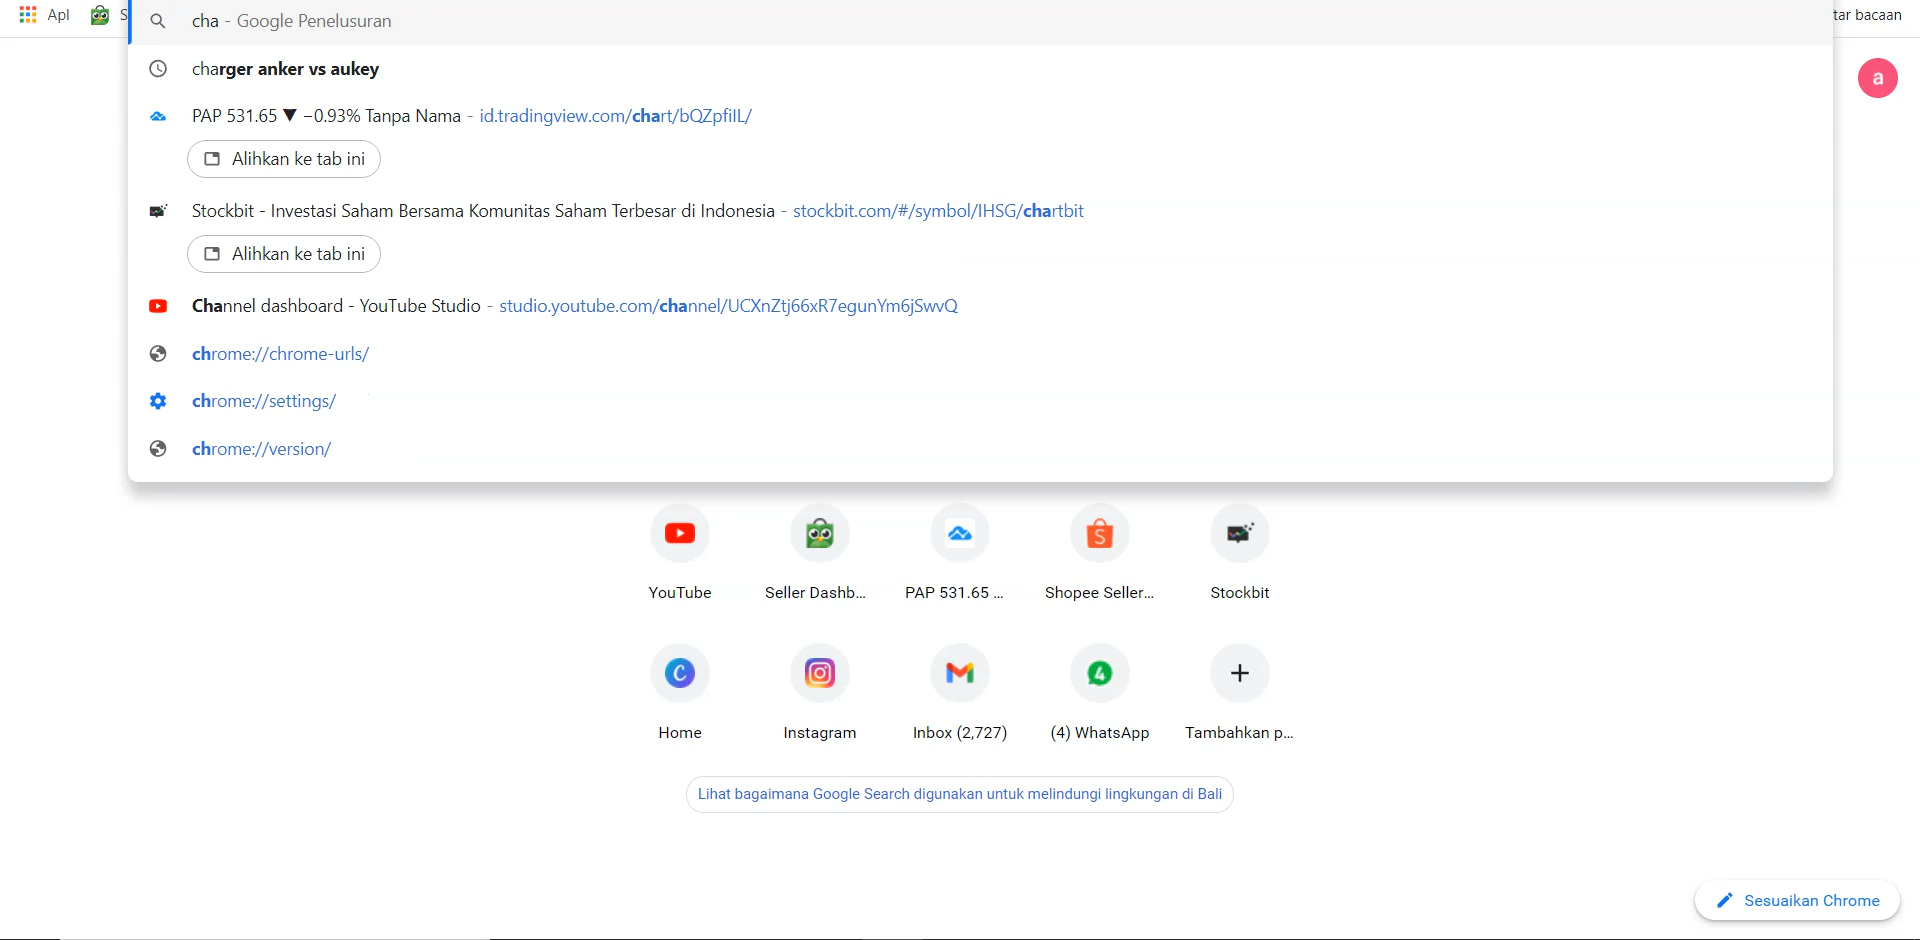 Apl S
cha - Google Penelusuran
tar bacaan
charger anker vs aukey
a
PAP 531.65 ▼ −0.93% Tanpa Nama - id.tradingview.com/chart/bQZpfiIL/
Alihkan ke tab ini
Stockbit - Investasi Saham Bersama Komunitas Saham Terbesar di Indonesia - stockbit.com/#/symbol/IHSG/chartbit
Alihkan ke tab ini
Channel dashboard - YouTube Studio - studio.youtube.com/channel/UCXnZtj66xR7egunYm6jSwvQ
chrome://chrome-urls/
chrome://settings/
chrome://version/
YouTube Seller Dashb... PAP 531.65 ... Shopee Seller... Stockbit
Home Instagram Inbox (2,727) (4) WhatsApp Tambahkan p...
Lihat bagaimana Google Search digunakan untuk melindungi lingkungan di Bali
Sesuaikan Chrome